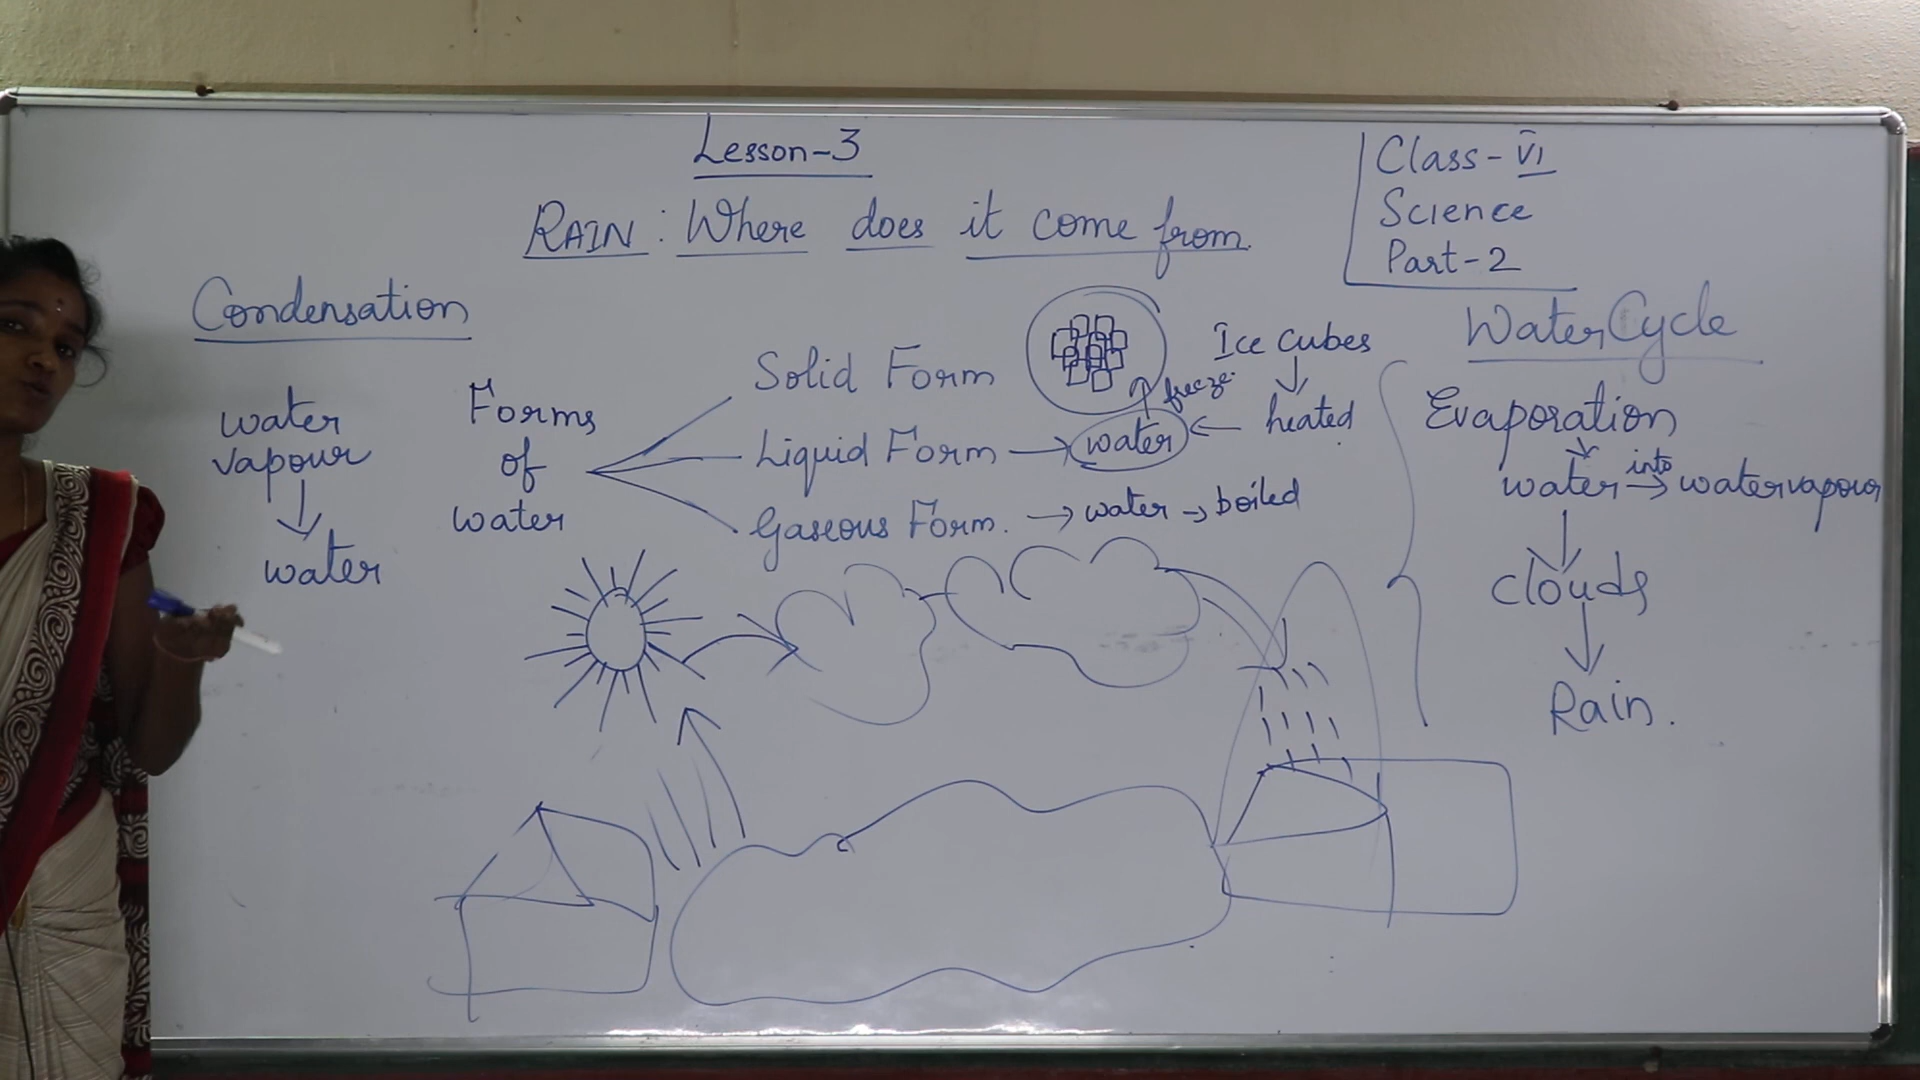 Lesson-3
RAIN: Where does it come from.
Class-VI
Science
Part-2
Condensation
water
vapour
↓
water
Forms
of
water
Solid Form
Liquid Form → water
Gaseous Form. → water → boiled
Ice cubes
↓
heated
←
↑ freeze
Water Cycle
Evaporation
↓
water into → watervapour
↓
Clouds
↓
Rain.